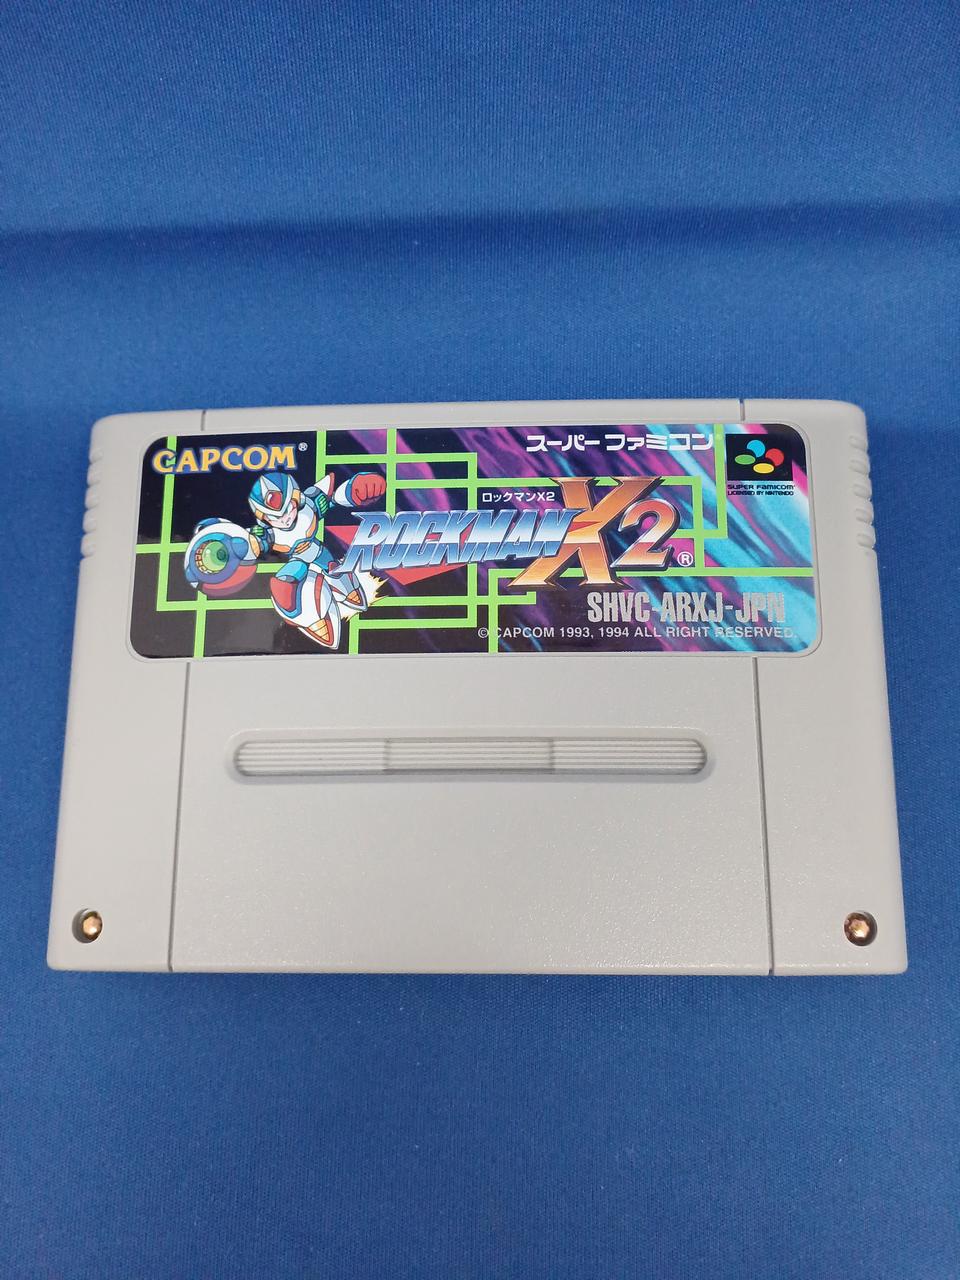 CAPCOM®
スーパーファミコン®
SUPER FAMICOM
LICENSED BY NINTENDO
ロックマンX2
ROCKMAN X2®
SHVC-ARXJ-JPN
© CAPCOM 1993, 1994 ALL RIGHT RESERVED.